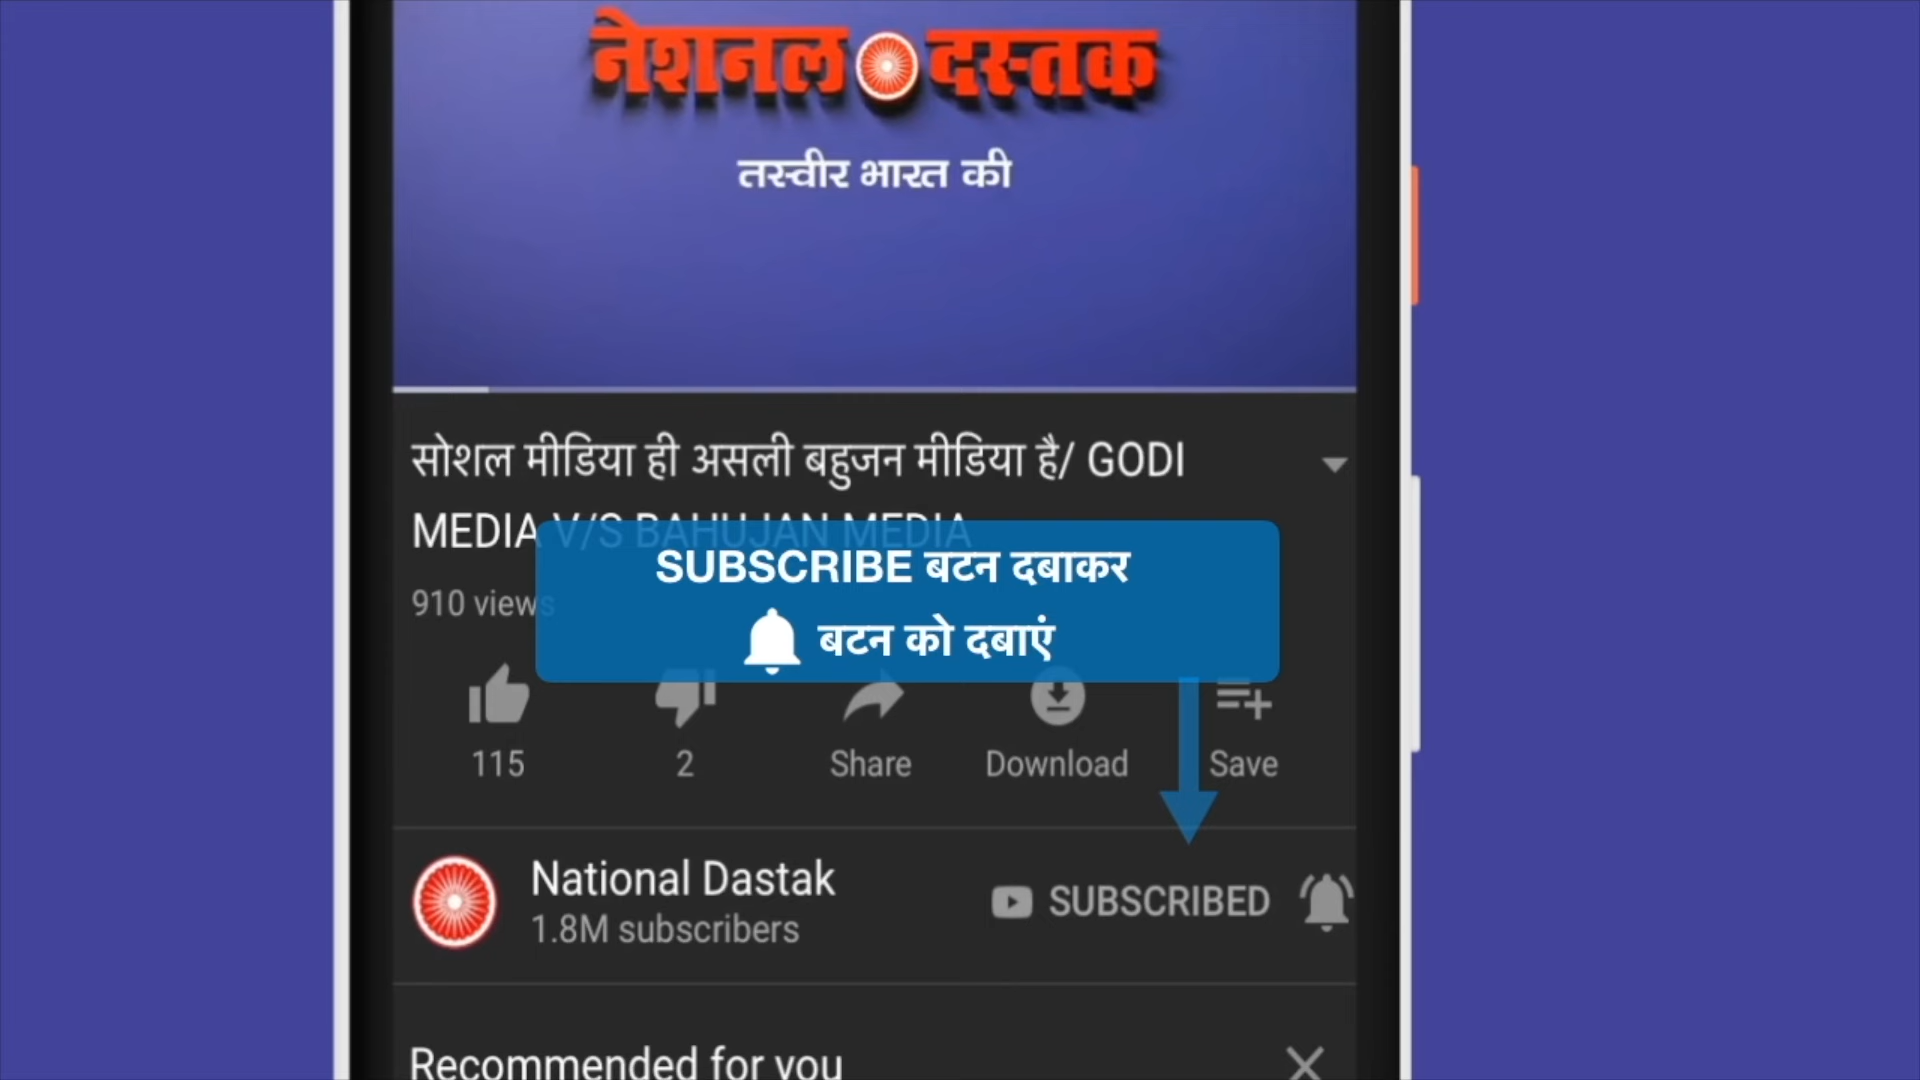 नेशनल दस्तक
तस्वीर भारत की
सोशल मीडिया ही असली बहुजन मीडिया है/ GODI
MEDIA V/S BAHUJAN MEDIA
910 views
SUBSCRIBE बटन दबाकर
बटन को दबाएं
115
2
Share
Download
Save
National Dastak
1.8M subscribers
SUBSCRIBED
Recommended for you